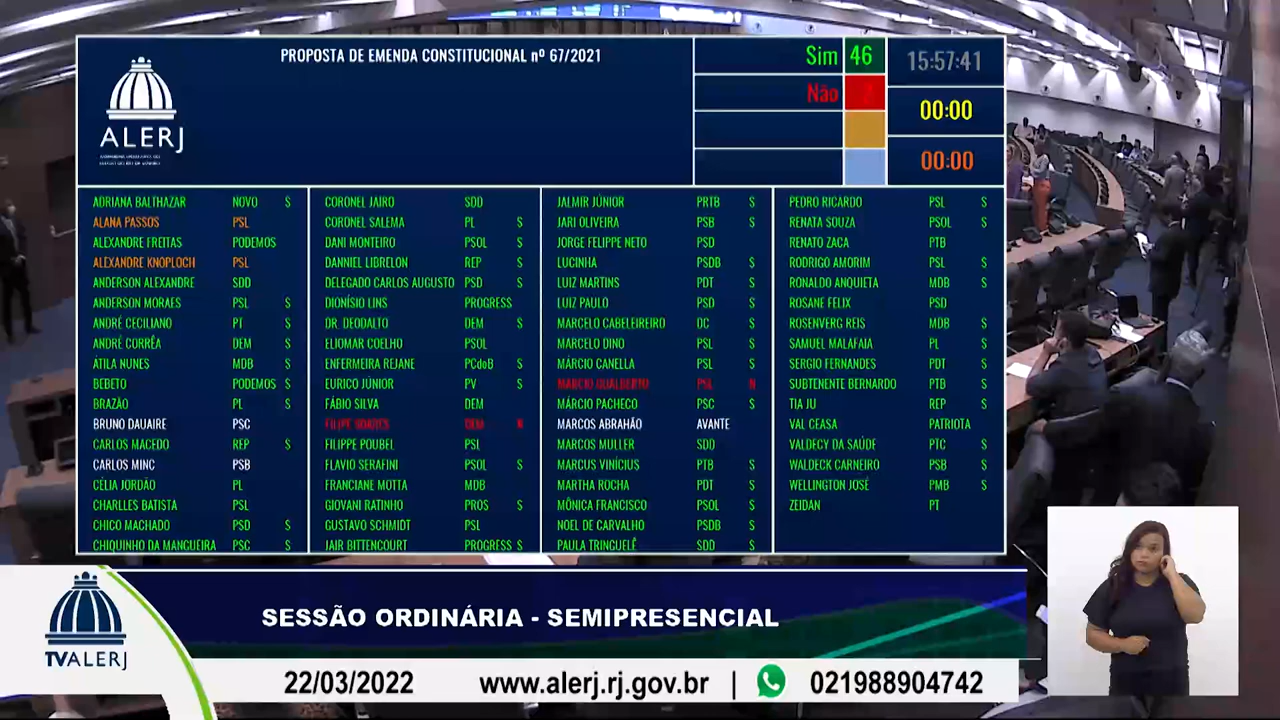 PROPOSTA DE EMENDA CONSTITUCIONAL nº 67/2021
ALERJ
Sim 46
Não
15:57:41
00:00
00:00
ADRIANA BALTHAZAR NOVO S
ALANA PASSOS PSL
ALEXANDRE FREITAS PODEMOS
ALEXANDRE KNOPLOCH PSL
ANDERSON ALEXANDRE SDD
ANDERSON MORAES PSL S
ANDRÉ CECILIANO PT S
ANDRÉ CORRÊA DEM S
ÁTILA NUNES MDB S
BEBETO PODEMOS S
BRAZÃO PL S
BRUNO DAUAIRE PSC
CARLOS MACEDO REP S
CARLOS MINC PSB
CÉLIA JORDÃO PL
CHARLLES BATISTA PSL
CHICO MACHADO PSD S
CHIQUINHO DA MANGUEIRA PSC S
CORONEL JAIRO SDD
CORONEL SALEMA PL S
DANI MONTEIRO PSOL S
DANNIEL LIBRELON REP S
DELEGADO CARLOS AUGUSTO PSD S
DIONÍSIO LINS PROGRESS
DR. DEODALTO DEM S
ELIOMAR COELHO PSOL
ENFERMEIRA REJANE PCdoB S
EURICO JÚNIOR PV S
FÁBIO SILVA DEM
FILIPE SOARES DEM N
FILIPPE POUBEL PSL
FLAVIO SERAFINI PSOL S
FRANCIANE MOTTA MDB
GIOVANI RATINHO PROS S
GUSTAVO SCHMIDT PSL
JAIR BITTENCOURT PROGRESS S
JALMIR JÚNIOR PRTB S
JARI OLIVEIRA PSB S
JORGE FELIPPE NETO PSD
LUCINHA PSDB S
LUIZ MARTINS PDT S
LUIZ PAULO PSD S
MARCELO CABELEIREIRO DC S
MARCELO DINO PSL S
MÁRCIO CANELLA PSL S
MARCIO GUALBERTO PSL N
MÁRCIO PACHECO PSC S
MARCOS ABRAHÃO AVANTE
MARCOS MULLER SDD
MARCUS VINÍCIUS PTB S
MARTHA ROCHA PDT S
MÔNICA FRANCISCO PSOL S
NOEL DE CARVALHO PSDB S
PAULA TRINGUELÊ SDD S
PEDRO RICARDO PSL S
RENATA SOUZA PSOL S
RENATO ZACA PTB
RODRIGO AMORIM PSL S
RONALDO ANQUIETA MDB S
ROSANE FELIX PSD
ROSENVERG REIS MDB S
SAMUEL MALAFAIA PL S
SERGIO FERNANDES PDT S
SUBTENENTE BERNARDO PTB S
TIA JU REP S
VAL CEASA PATRIOTA
VALDECY DA SAÚDE PTC S
WALDECK CARNEIRO PSB S
WELLINGTON JOSÉ PMB S
ZEIDAN PT
SESSÃO ORDINÁRIA - SEMIPRESENCIAL
TVALERJ
22/03/2022 www.alerj.rj.gov.br | 021988904742